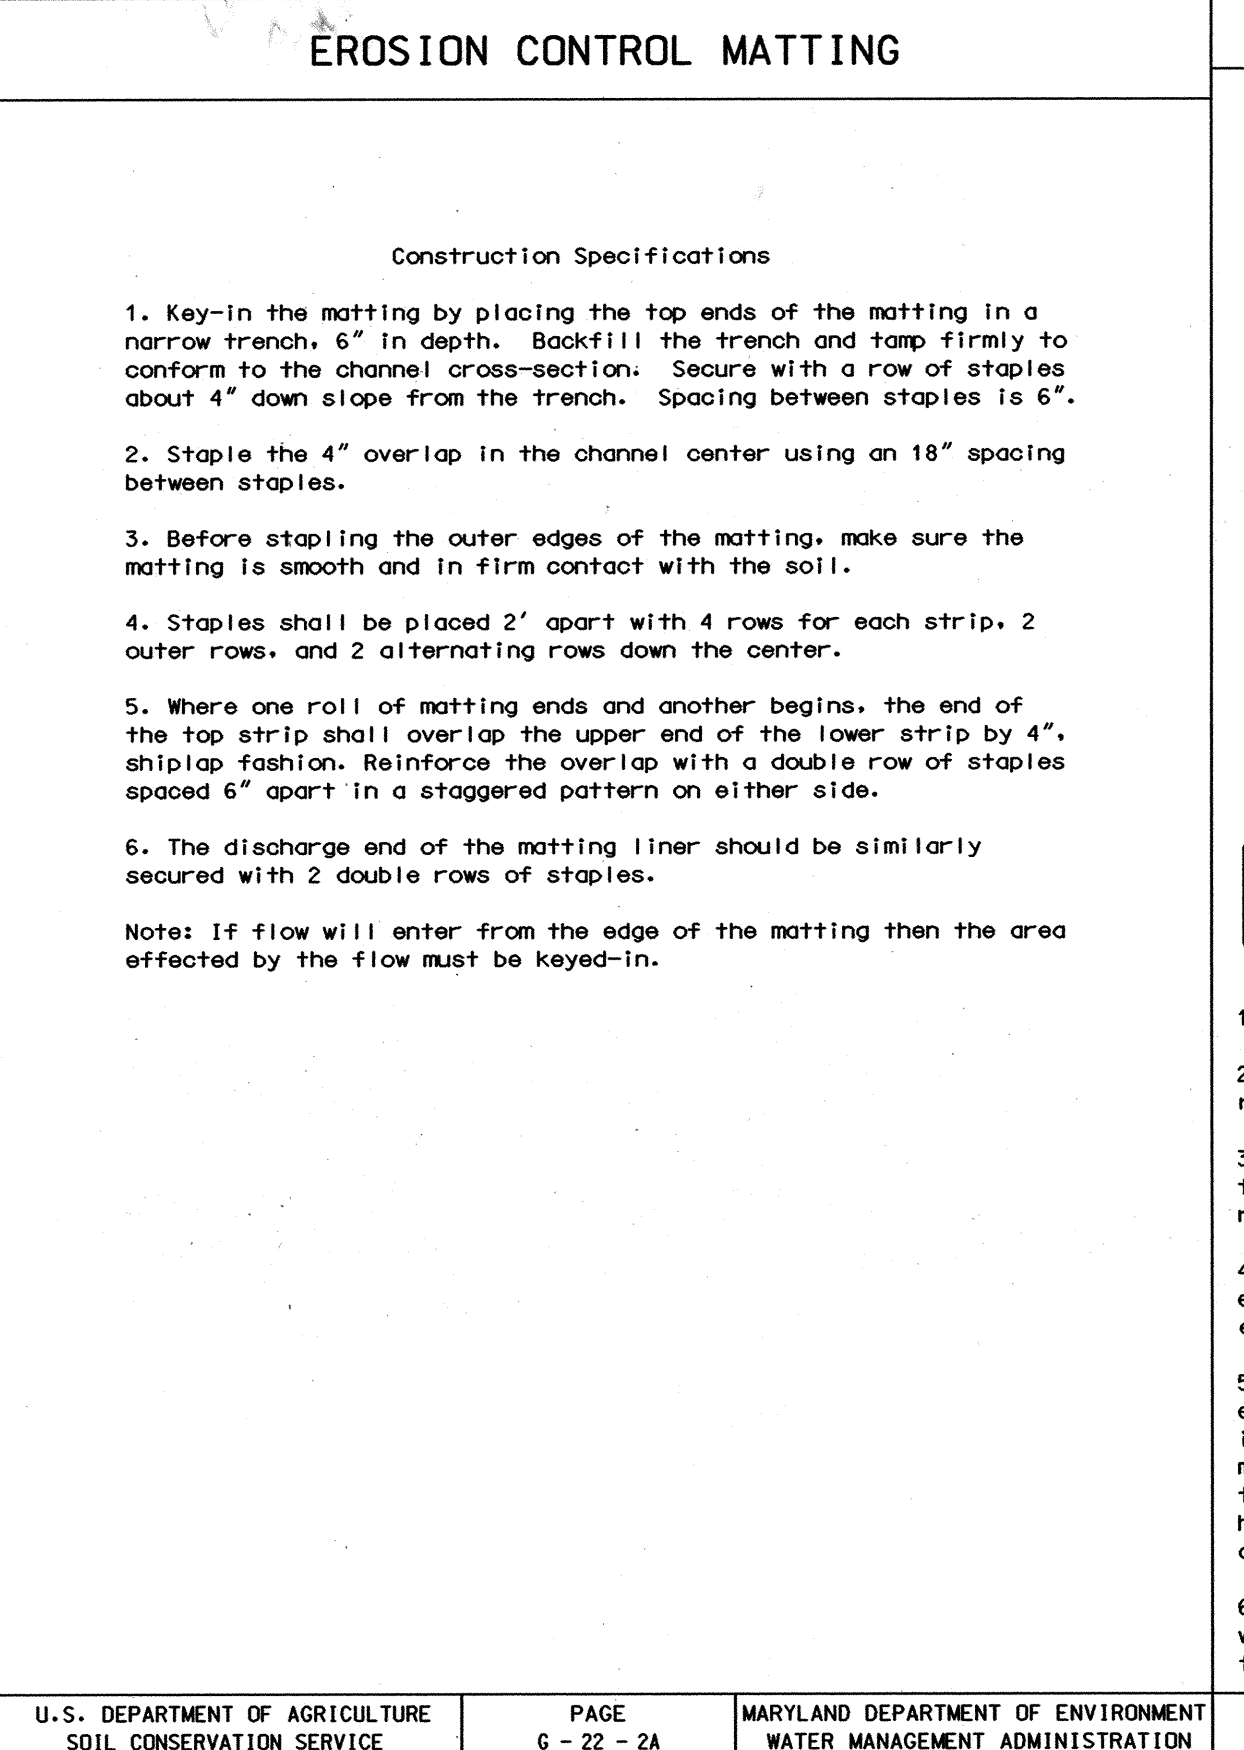 EROSION CONTROL MATTING
Construction Specifications
1. Key-in the matting by placing the top ends of the matting in a
narrow trench, 6" in depth. Backfill the trench and tamp firmly to
conform to the channel cross-section. Secure with a row of staples
about 4" down slope from the trench. Spacing between staples is 6".
2. Staple the 4" overlap in the channel center using an 18" spacing
between staples.
3. Before stapling the outer edges of the matting, make sure the
matting is smooth and in firm contact with the soil.
4. Staples shall be placed 2' apart with 4 rows for each strip, 2
outer rows, and 2 alternating rows down the center.
5. Where one roll of matting ends and another begins, the end of
the top strip shall overlap the upper end of the lower strip by 4",
shiplap fashion. Reinforce the overlap with a double row of staples
spaced 6" apart in a staggered pattern on either side.
6. The discharge end of the matting liner should be similarly
secured with 2 double rows of staples.
Note: If flow will enter from the edge of the matting then the area
effected by the flow must be keyed-in.
U.S. DEPARTMENT OF AGRICULTURE
SOIL CONSERVATION SERVICE
PAGE
G - 22 - 2A
MARYLAND DEPARTMENT OF ENVIRONMENT
WATER MANAGEMENT ADMINISTRATION